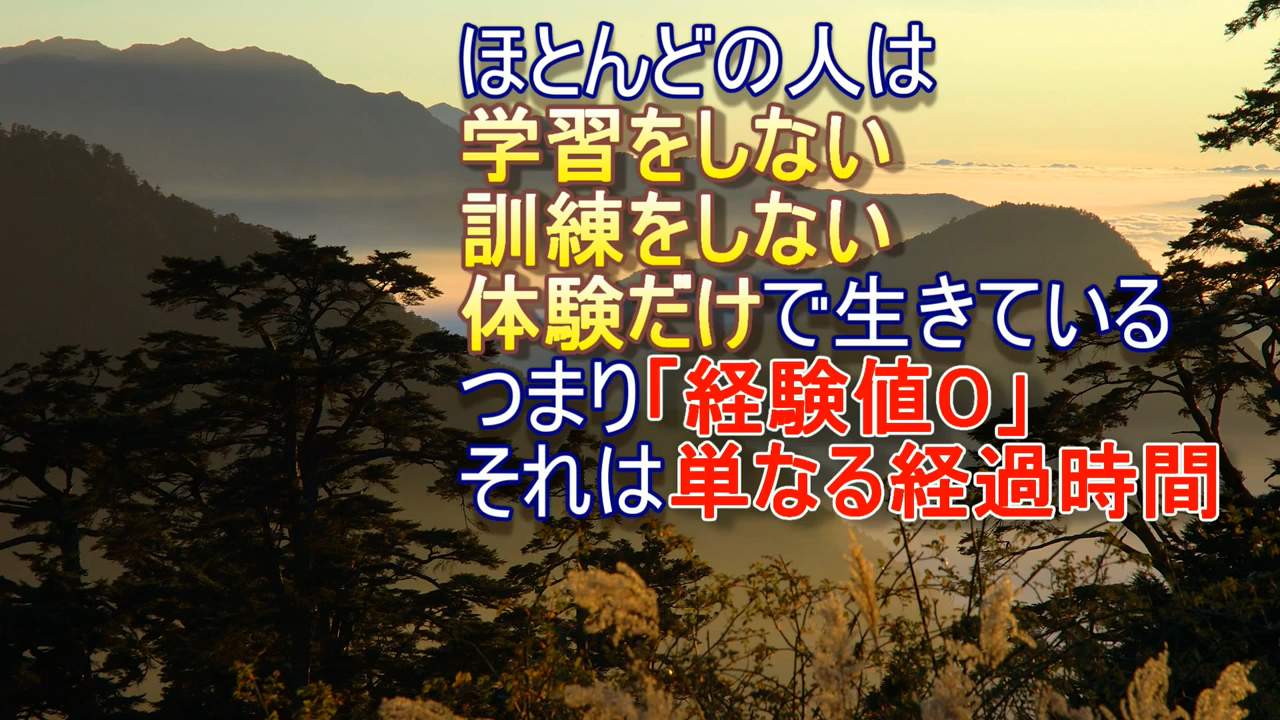 ほとんどの人は
学習をしない
訓練をしない
体験だけで生きている
つまり「経験値0」
それは単なる経過時間